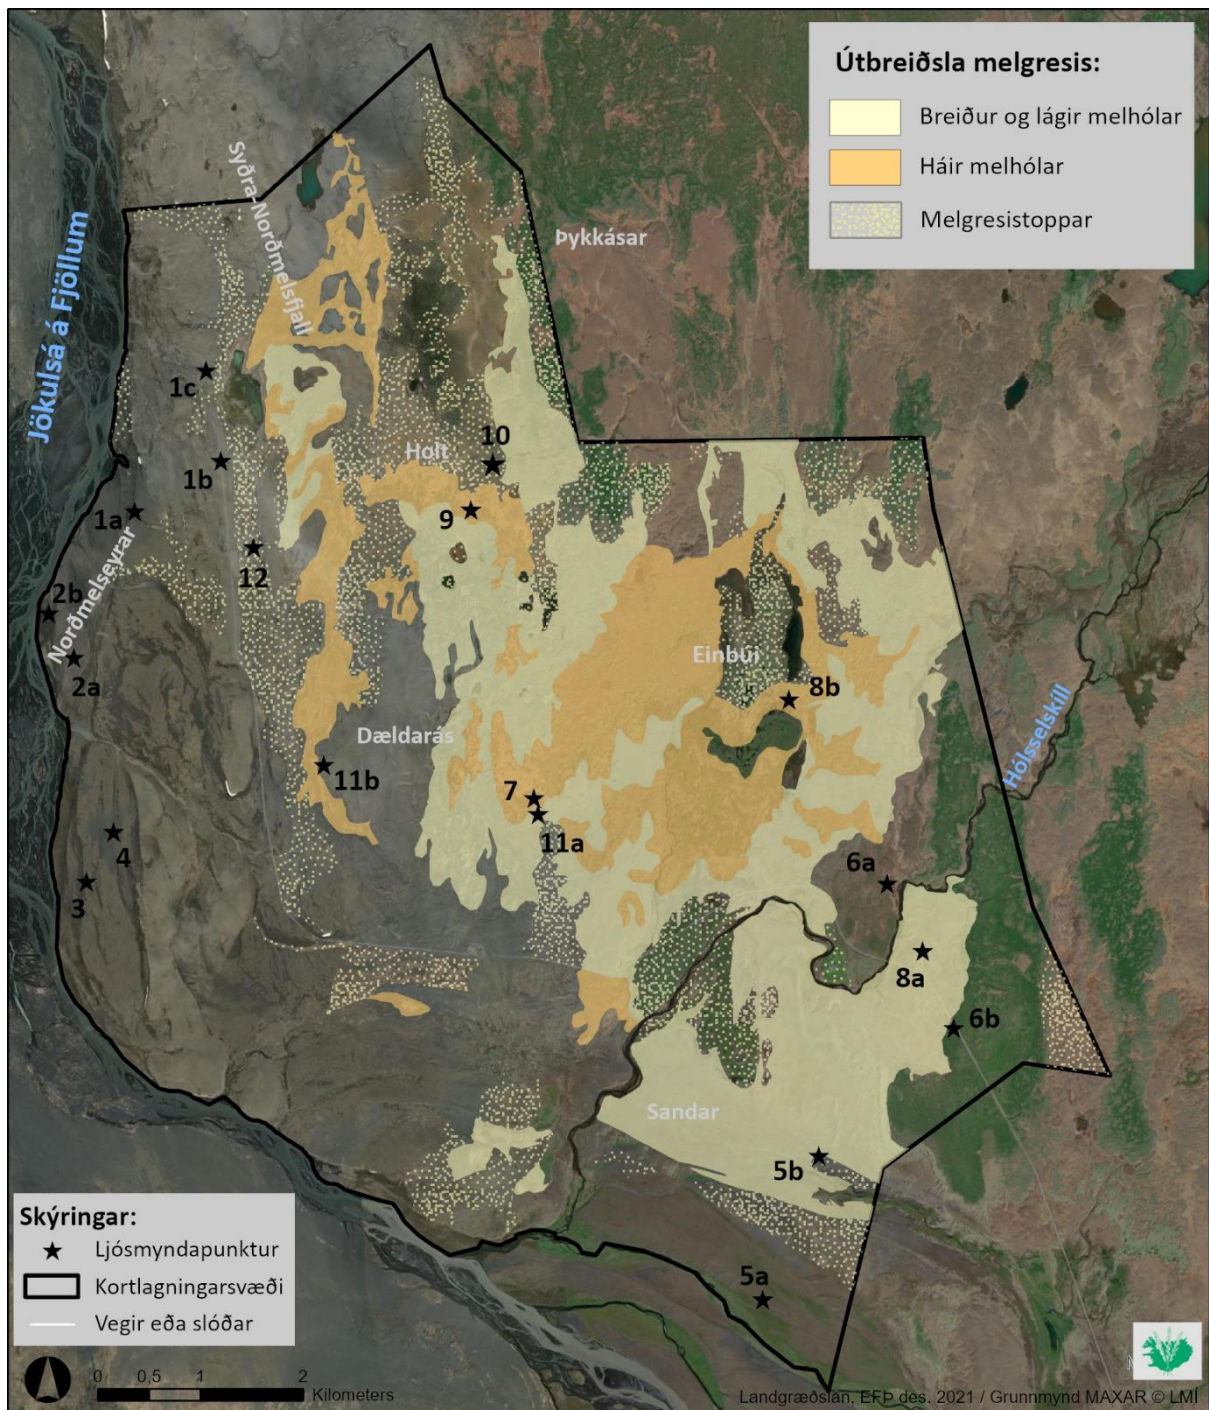 Útbreiðsla melgresis:
Breiður og lágir melhólar
Háir melhólar
Melgresistoppar
Jökulsá á Fjöllum
Syðra-Norðmelsfjall
Þykkásar
1c
Holt
10
1b
9
1a
12
2b
Norðmelseyrar
2a
Einbúi
8b
Hólsselskíll
Dældarás
11b
7
11a
4
6a
3
8a
6b
Sandar
5b
5a
Skýringar:
Ljósmyndapunktur
Kortlagningarsvæði
Vegir eða slóðar
0 0,5 1 2
Kilometers
Landgræðslan, EFÞ des. 2021 / Grunnmynd MAXAR © LMÍ